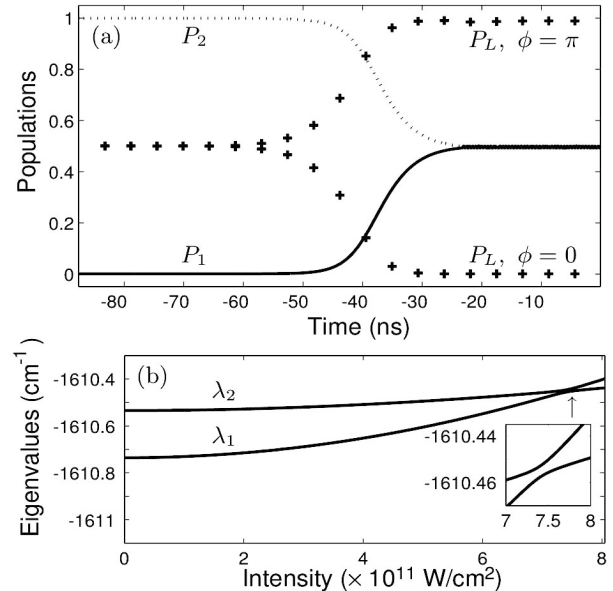 (a)
P₂
P_L, ϕ = π
P₁
P_L, ϕ = 0
Populations
1
0.8
0.6
0.4
0.2
0
-80 -70 -60 -50 -40 -30 -20 -10
Time (ns)
(b)
λ₂
λ₁
↑
Eigenvalues (cm⁻¹)
-1610.4
-1610.6
-1610.8
-1611
-1610.44
-1610.46
7 7.5 8
0 2 4 6 8
Intensity (× 10¹¹ W/cm²)